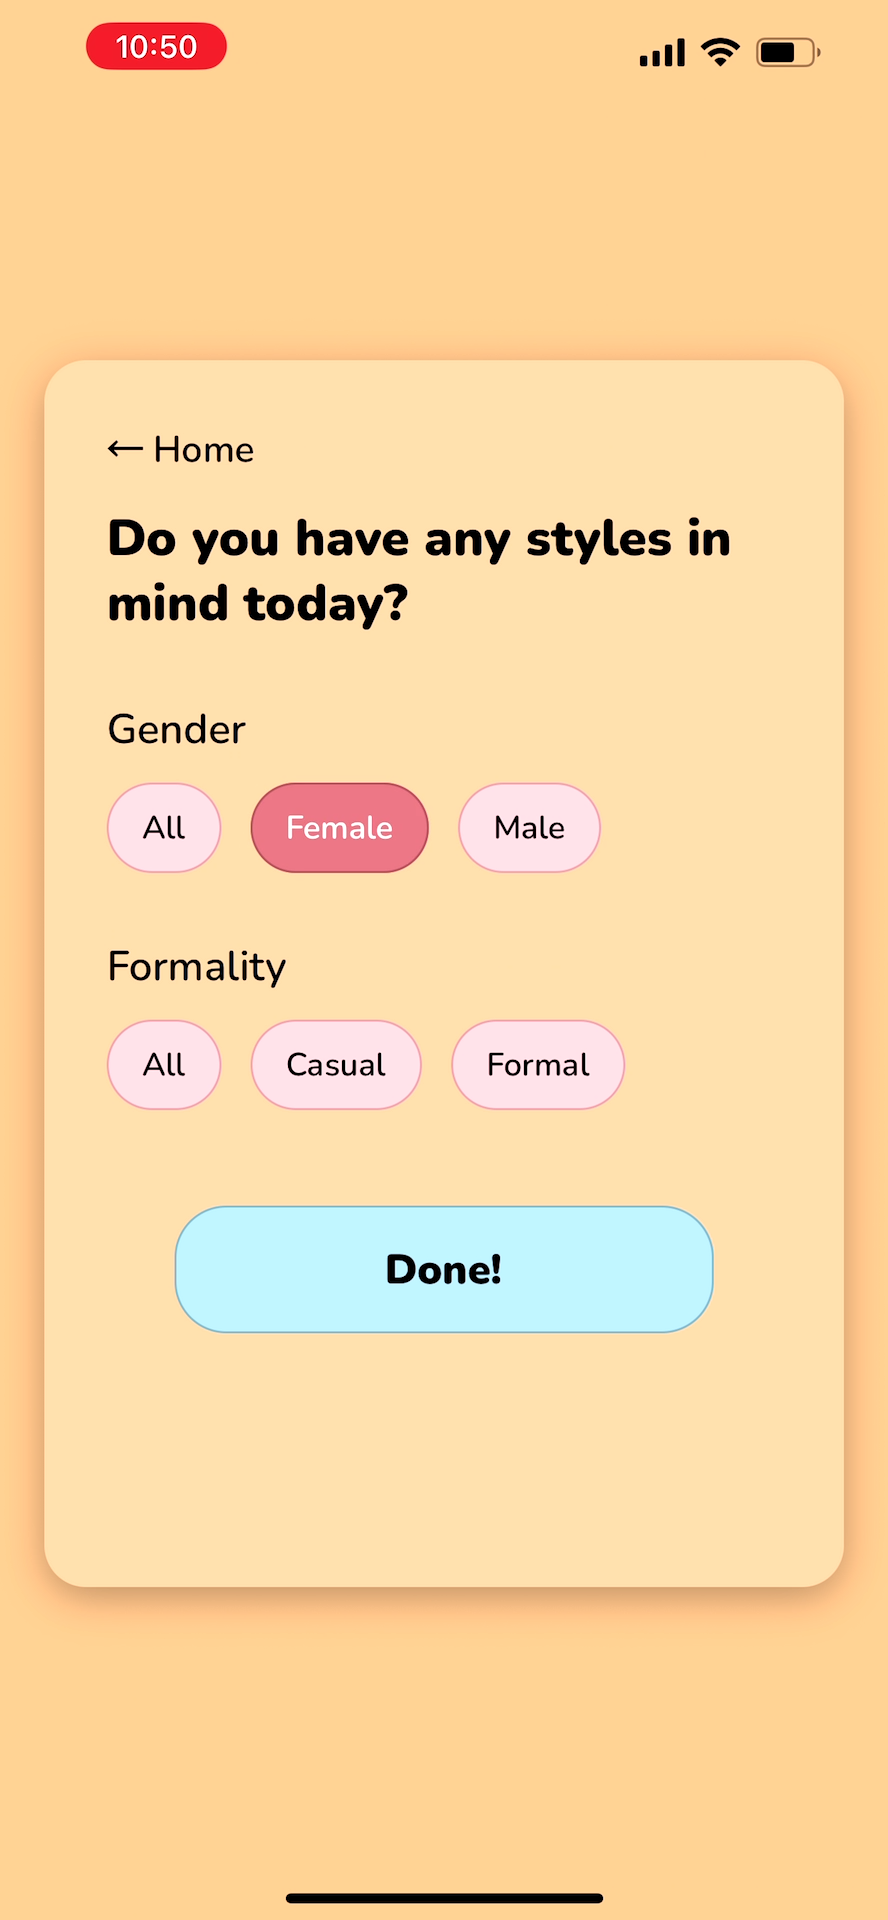 10:50
← Home
Do you have any styles in
mind today?
Gender
All Female Male
Formality
All Casual Formal
Done!